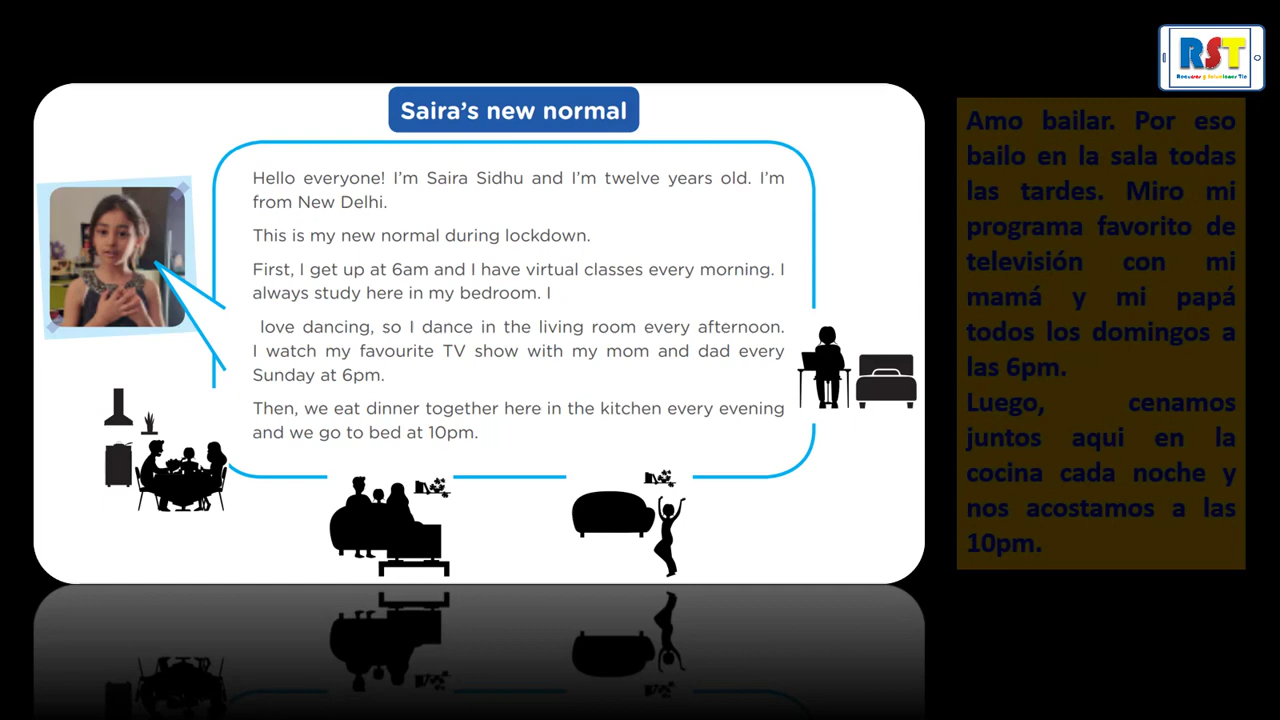 RST
Recursos y Soluciones Tic
Saira's new normal
Hello everyone! I'm Saira Sidhu and I'm twelve years old. I'm
from New Delhi.
This is my new normal during lockdown.
First, I get up at 6am and I have virtual classes every morning. I
always study here in my bedroom. I
love dancing, so I dance in the living room every afternoon.
I watch my favourite TV show with my mom and dad every
Sunday at 6pm.
Then, we eat dinner together here in the kitchen every evening
and we go to bed at 10pm.
Amo bailar. Por eso
bailo en la sala todas
las tardes. Miro mi
programa favorito de
televisión con mi
mamá y mi papá
todos los domingos a
las 6pm.
Luego, cenamos
juntos aqui en la
cocina cada noche y
nos acostamos a las
10pm.